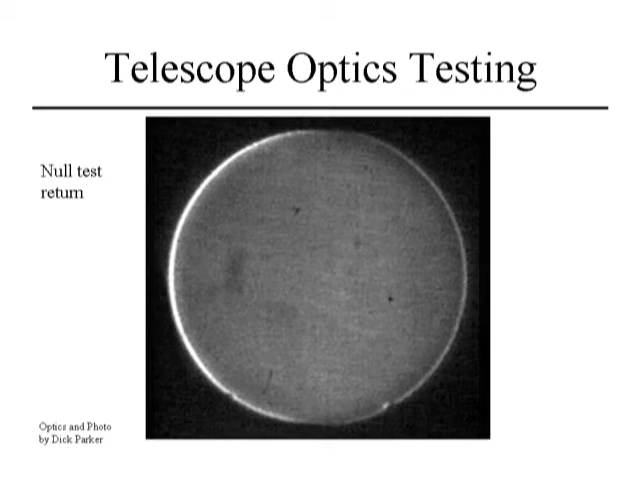 Telescope Optics Testing
Null test
return
Optics and Photo
by Dick Parker